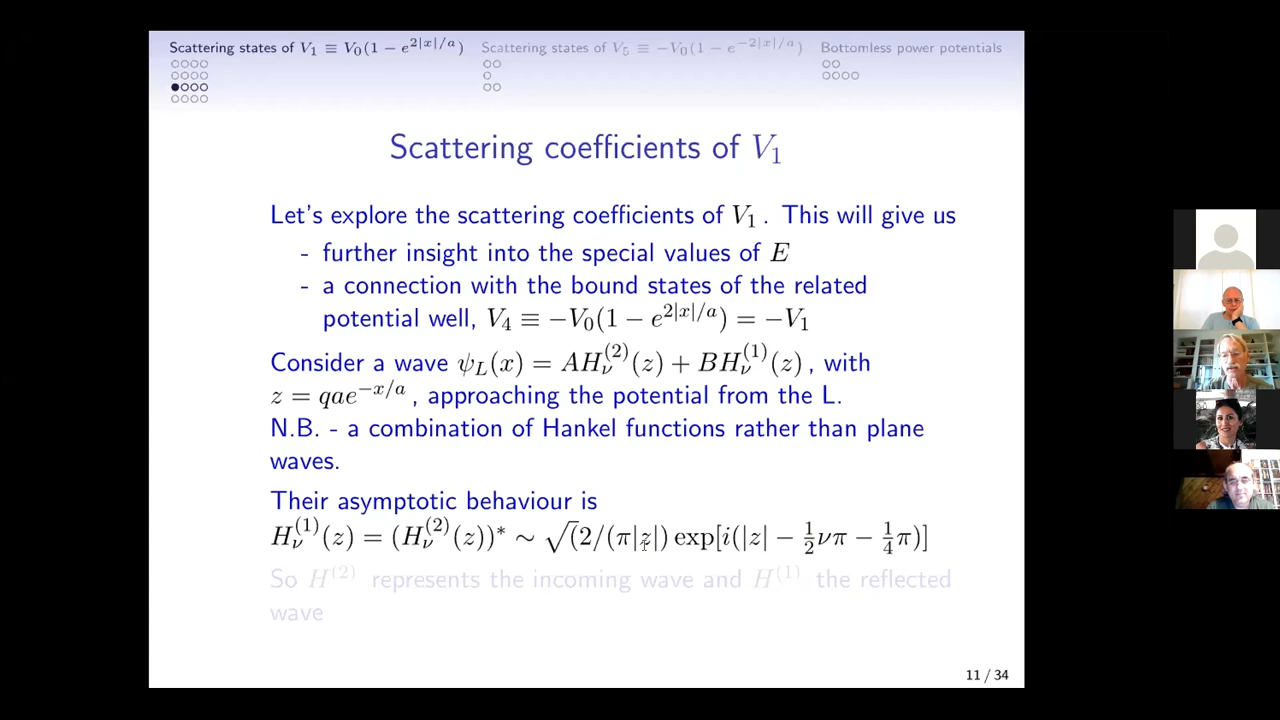 Scattering states of V₁ ≡ V₀(1 − e^{2|x|/a})
Scattering states of V₅ ≡ −V₀(1 − e^{−2|x|/a})
Bottomless power potentials
Scattering coefficients of V₁
Let's explore the scattering coefficients of V₁ . This will give us
- further insight into the special values of E
- a connection with the bound states of the related
potential well, V₄ ≡ −V₀(1 − e^{2|x|/a}) = −V₁
Consider a wave ψ_L(x) = AH_ν^{(2)}(z) + BH_ν^{(1)}(z) , with
z = qae^{−x/a} , approaching the potential from the L.
N.B. - a combination of Hankel functions rather than plane
waves.
Their asymptotic behaviour is
H_ν^{(1)}(z) = (H_ν^{(2)}(z))* ∼ √(2/(π|z|) exp[i(|z| − ½νπ − ¼π)]
So H^{(2)} represents the incoming wave and H^{(1)} the reflected
wave
11 / 34